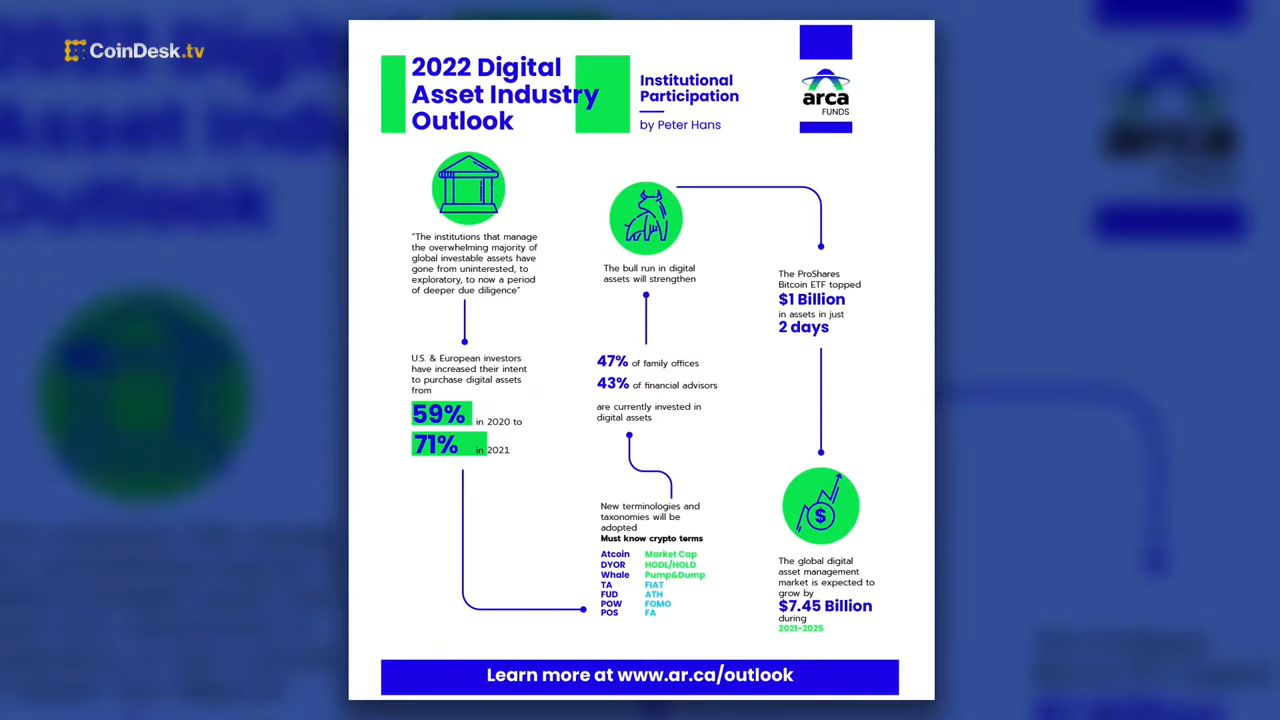 CoinDesk.tv
2022 Digital
Asset Industry
Outlook
Institutional
Participation
by Peter Hans
arca
FUNDS
"The institutions that manage
the overwhelming majority of
global investable assets have
gone from uninterested, to
exploratory, to now a period
of deeper due diligence"
U.S. & European investors
have increased their intent
to purchase digital assets
from
59% in 2020 to
71% in 2021
The bull run in digital
assets will strengthen
47% of family offices
43% of financial advisors
are currently invested in
digital assets
New terminologies and
taxonomies will be
adopted
Must know crypto terms
Atcoin Market Cap
DYOR HODL/HOLD
Whale Pump&Dump
TA FIAT
FUD ATH
POW FOMO
POS FA
The ProShares
Bitcoin ETF topped
$1 Billion
in assets in just
2 days
$
The global digital
asset management
market is expected to
grow by
$7.45 Billion
during
2021-2025
Learn more at www.ar.ca/outlook